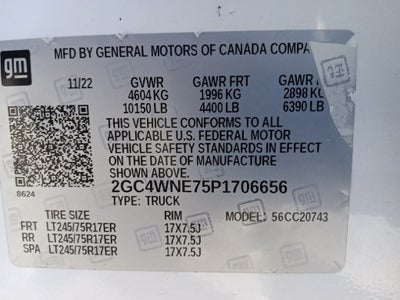 gm
MFD BY GENERAL MOTORS OF CANADA COMPA
11/22 GVWR GAWR FRT GAWR
4604 KG 1996 KG 2898 KG
10150 LB 4400 LB 6390 LB
THIS VEHICLE CONFORMS TO ALL
APPLICABLE U.S. FEDERAL MOTOR
VEHICLE SAFETY STANDARDS IN EFFECT
ON THE DATE OF MANUFACTURE
SHOWN ABOVE.
8624
2GC4WNE75P1706656
TYPE: TRUCK
TIRE SIZE RIM MODEL: 56CC20743
FRT LT245/75R17ER 17X7.5J
RR LT245/75R17ER 17X7.5J
SPA LT245/75R17ER 17X7.5J